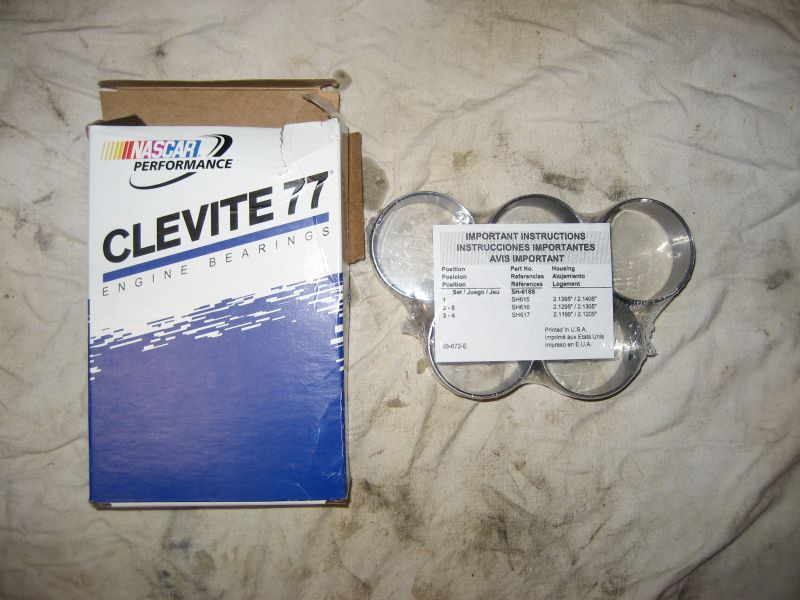 NASCAR
PERFORMANCE
CLEVITE 77
ENGINE BEARINGS
IMPORTANT INSTRUCTIONS
INSTRUCCIONES IMPORTANTES
AVIS IMPORTANT
Position Part No. Housing
Posicion Referencias Alojamiento
Position Références Logement
Set / Juego / Jeu SH-616S
1 SH615 2.1395" / 2.1405"
2 - 5 SH616 2.1295" / 2.1305"
3 - 4 SH617 2.1195" / 2.1205"
Printed in U.S.A.
Imprimé aux Etats Unis
IS-672-E Impreso en E.U.A.